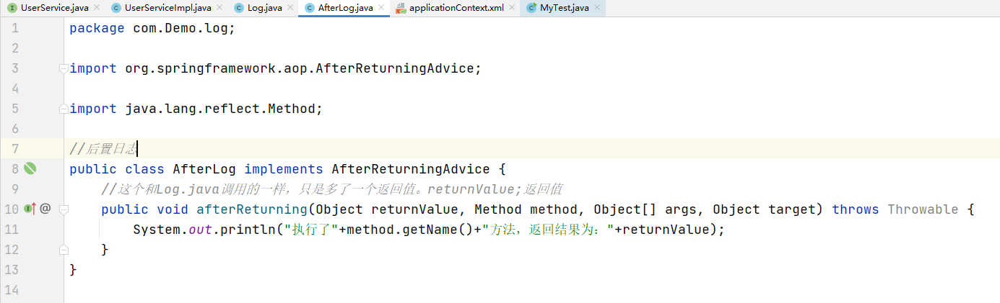 UserService.java UserServiceImpl.java Log.java AfterLog.java applicationContext.xml MyTest.java
1 package com.Demo.log;
2
3 import org.springframework.aop.AfterReturningAdvice;
4
5 import java.lang.reflect.Method;
6
7 //后置日志
8 public class AfterLog implements AfterReturningAdvice {
9 //这个和Log.java调用的一样，只是多了一个返回值。returnValue;返回值
10 @ public void afterReturning(Object returnValue, Method method, Object[] args, Object target) throws Throwable {
11 System.out.println("执行了"+method.getName()+"方法，返回结果为："+returnValue);
12 }
13 }
14